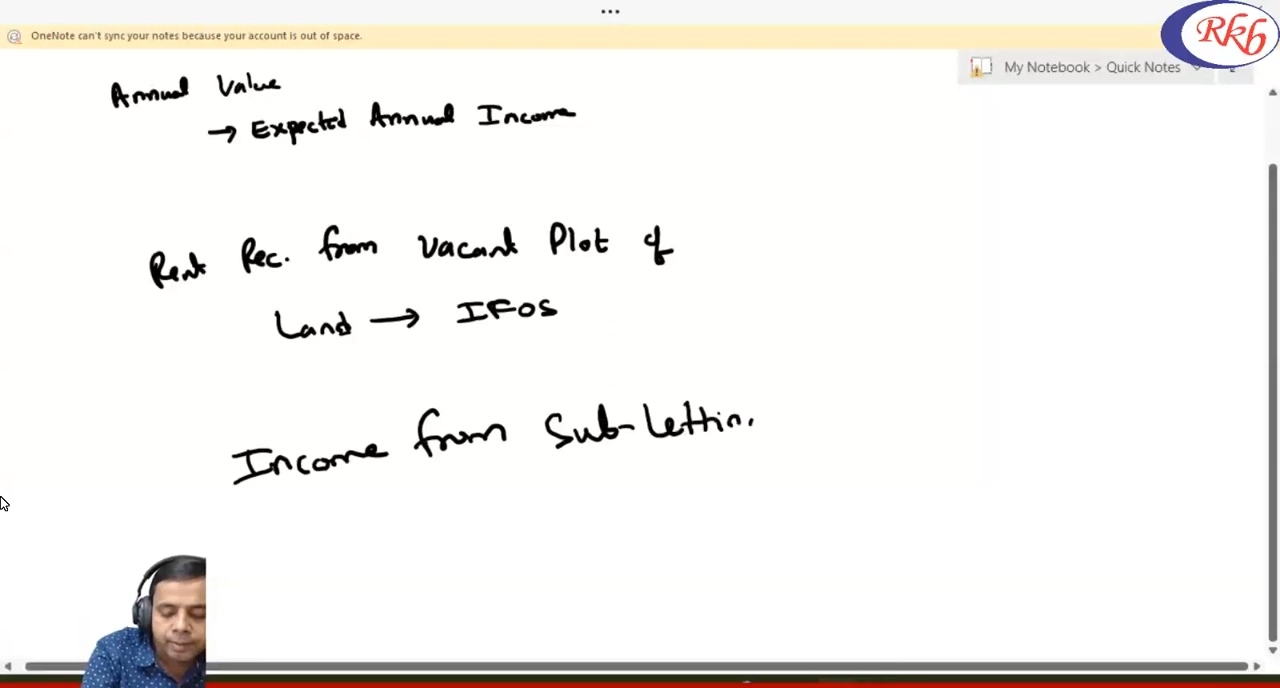 ...
RKb
OneNote can't sync your notes because your account is out of space.
My Notebook > Quick Notes
Annual Value
→ Expected Annual Income
Rent Rec. from Vacant Plot of
Land → IFOS
Income from Sub-Lettin.